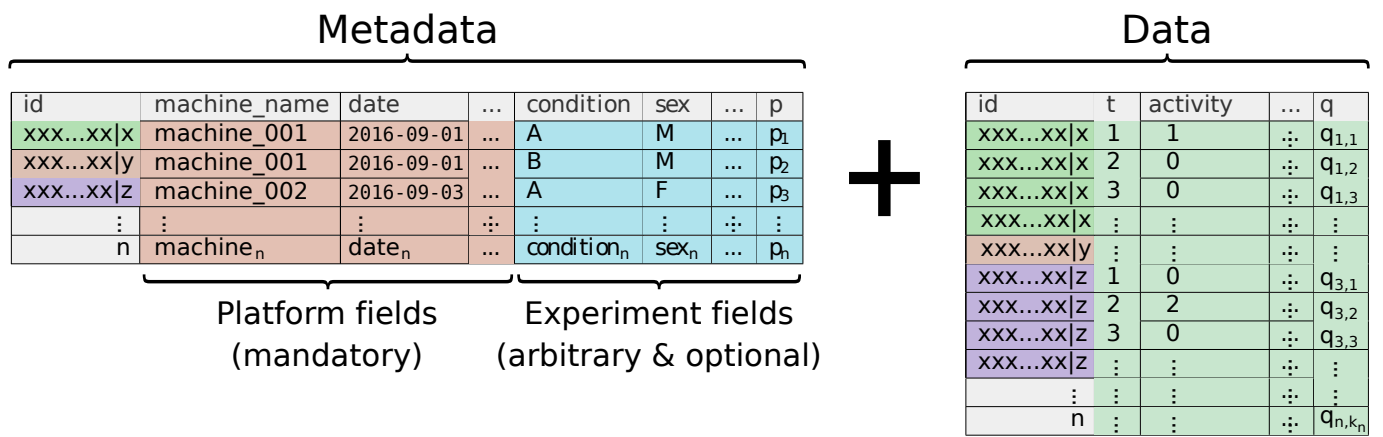 Metadata
Data
id machine_name date ... condition sex ... p
xxx...xx|x machine_001 2016-09-01 ... A M ... p₁
xxx...xx|y machine_001 2016-09-01 ... B M ... p₂
xxx...xx|z machine_002 2016-09-03 ... A F ... p₃
⋮ ⋮ ⋮ ⋰ ⋮ ⋮ ⋰ ⋮
n machineₙ dateₙ ... conditionₙ sexₙ ... pₙ
Platform fields
(mandatory)
Experiment fields
(arbitrary & optional)
+
id t activity ... q
xxx...xx|x 1 1 ⋰ q₁,₁
xxx...xx|x 2 0 ⋰ q₁,₂
xxx...xx|x 3 0 ⋰ q₁,₃
xxx...xx|x ⋮ ⋮ ⋰ ⋮
xxx...xx|y ⋮ ⋮ ⋰ ⋮
xxx...xx|z 1 0 ⋰ q₃,₁
xxx...xx|z 2 2 ⋰ q₃,₂
xxx...xx|z 3 0 ⋰ q₃,₃
xxx...xx|z ⋮ ⋮ ⋰ ⋮
⋮ ⋮ ⋮ ⋰ ⋮
n ⋮ ⋮ ⋰ qₙ,ₖₙ